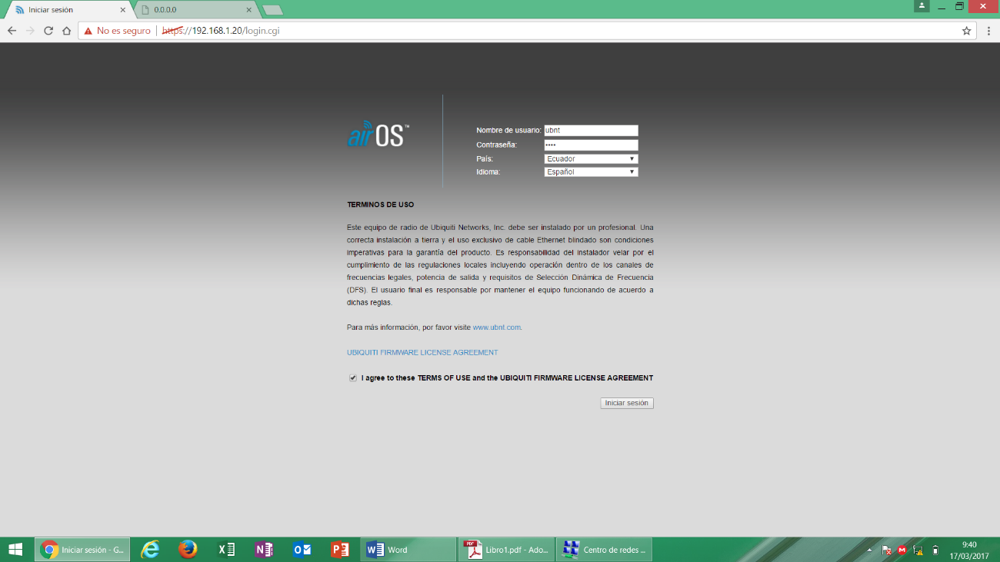 Iniciar sesión
0.0.0.0
No es seguro https://192.168.1.20/login.cgi
airOS™
Nombre de usuario: ubnt
Contraseña: ••••
País: Ecuador
Idioma: Español
TERMINOS DE USO
Este equipo de radio de Ubiquiti Networks, Inc. debe ser instalado por un profesional. Una
correcta instalación a tierra y el uso exclusivo de cable Ethernet blindado son condiciones
imperativas para la garantía del producto. Es responsabilidad del instalador velar por el
cumplimiento de las regulaciones locales incluyendo operación dentro de los canales de
frecuencias legales, potencia de salida y requisitos de Selección Dinámica de Frecuencia
(DFS). El usuario final es responsable por mantener el equipo funcionando de acuerdo a
dichas reglas.
Para más información, por favor visite www.ubnt.com.
UBIQUITI FIRMWARE LICENSE AGREEMENT
I agree to these TERMS OF USE and the UBIQUITI FIRMWARE LICENSE AGREEMENT
Iniciar sesión
Iniciar sesión - G...
Word
Libro1.pdf - Ado...
Centro de redes ...
9:40
17/03/2017